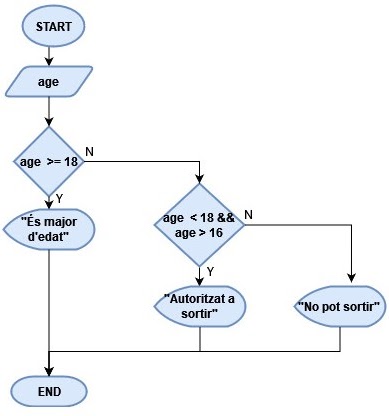 START
age
age >= 18
N
Y
"És major
d'edat"
age < 18 &&
age > 16
N
Y
"Autoritzat a
sortir"
"No pot sortir"
END